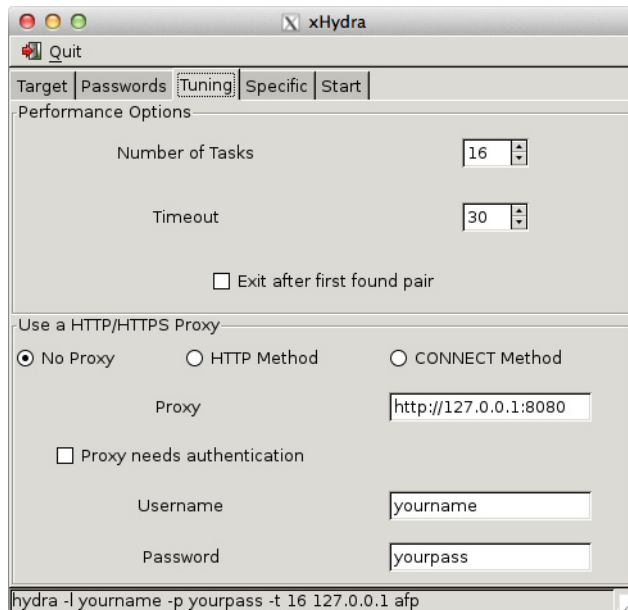 X xHydra
Quit
Target Passwords Tuning Specific Start
Performance Options
Number of Tasks 16
Timeout 30
Exit after first found pair
Use a HTTP/HTTPS Proxy
No Proxy HTTP Method CONNECT Method
Proxy http://127.0.0.1:8080
Proxy needs authentication
Username yourname
Password yourpass
hydra -l yourname -p yourpass -t 16 127.0.0.1 afp